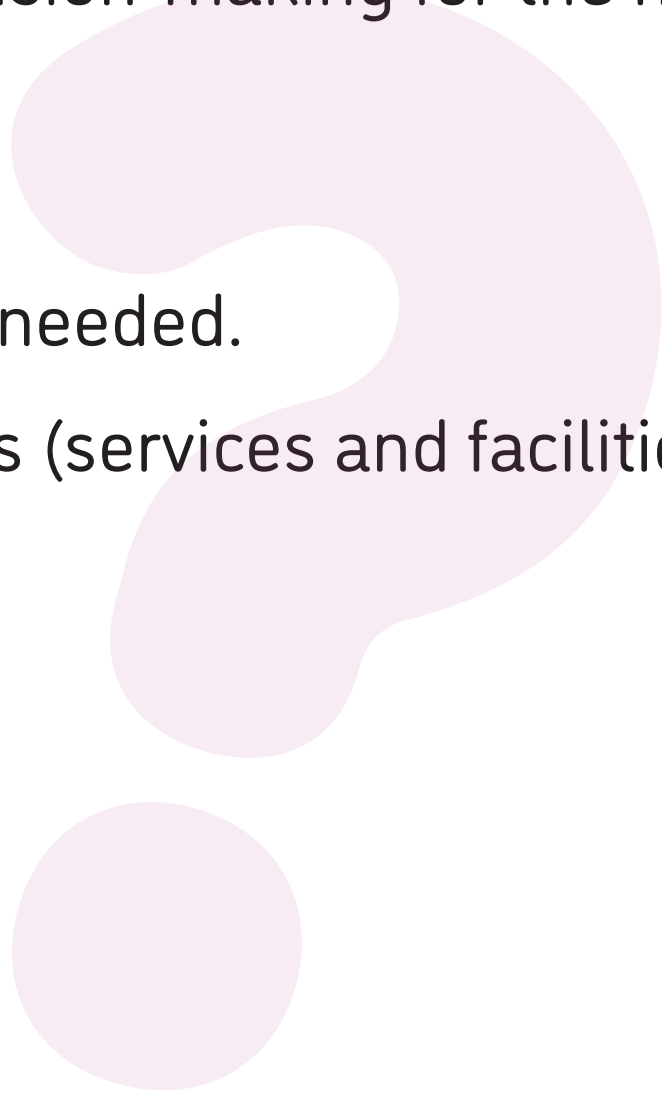 making for the
needed.
s (services and faciliti